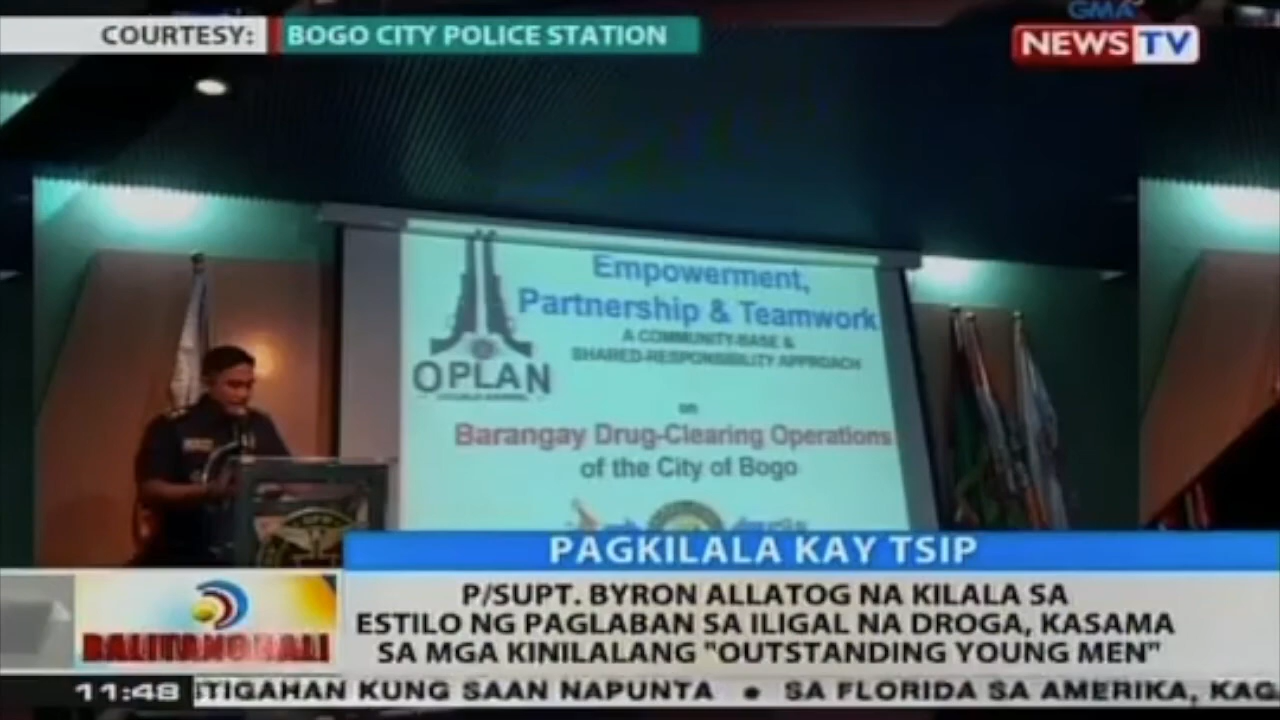 COURTESY: BOGO CITY POLICE STATION
GMA
NEWS TV
Empowerment,
Partnership & Teamwork
A COMMUNITY-BASE &
SHARED-RESPONSIBILITY APPROACH
OPLAN
on
Barangay Drug-Clearing Operations
of the City of Bogo
PAGKILALA KAY TSIP
P/SUPT. BYRON ALLATOG NA KILALA SA
ESTILO NG PAGLABAN SA ILIGAL NA DROGA, KASAMA
SA MGA KINILALANG "OUTSTANDING YOUNG MEN"
BALITANGHALI
11:48 TIGAHAN KUNG SAAN NAPUNTA • SA FLORIDA SA AMERIKA, KAG